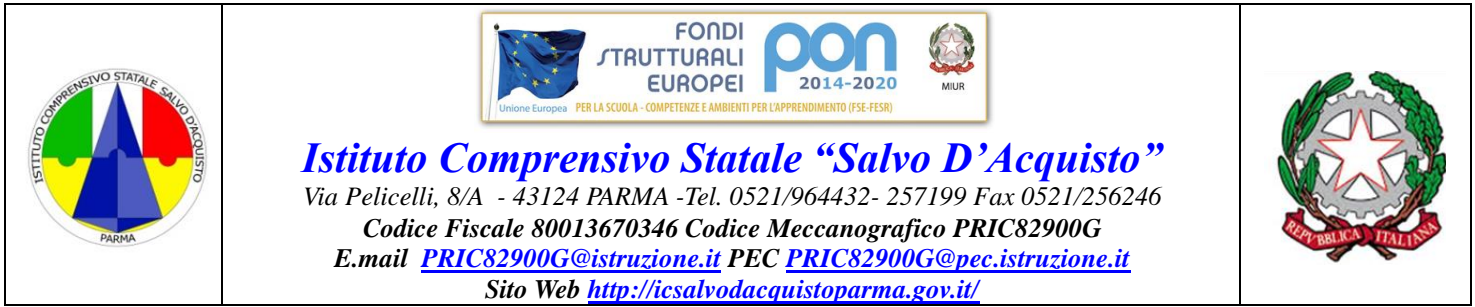 ISTITUTO COMPRENSIVO STATALE SALVO D'ACQUISTO
PARMA
FONDI
STRUTTURALI
EUROPEI
pon
2014-2020
MIUR
Unione Europea
PER LA SCUOLA - COMPETENZE E AMBIENTI PER L'APPRENDIMENTO (FSE-FESR)
Istituto Comprensivo Statale “Salvo D’Acquisto”
Via Pelicelli, 8/A - 43124 PARMA -Tel. 0521/964432- 257199 Fax 0521/256246
Codice Fiscale 80013670346 Codice Meccanografico PRIC82900G
E.mail PRIC82900G@istruzione.it PEC PRIC82900G@pec.istruzione.it
Sito Web http://icsalvodacquistoparma.gov.it/
REPVBBLICA ITALIANA